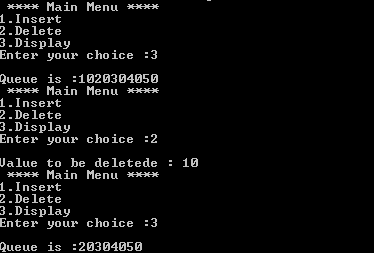 **** Main Menu ****
1.Insert
2.Delete
3.Display
Enter your choice :3
Queue is :1020304050
**** Main Menu ****
1.Insert
2.Delete
3.Display
Enter your choice :2
Value to be deletede : 10
**** Main Menu ****
1.Insert
2.Delete
3.Display
Enter your choice :3
Queue is :20304050